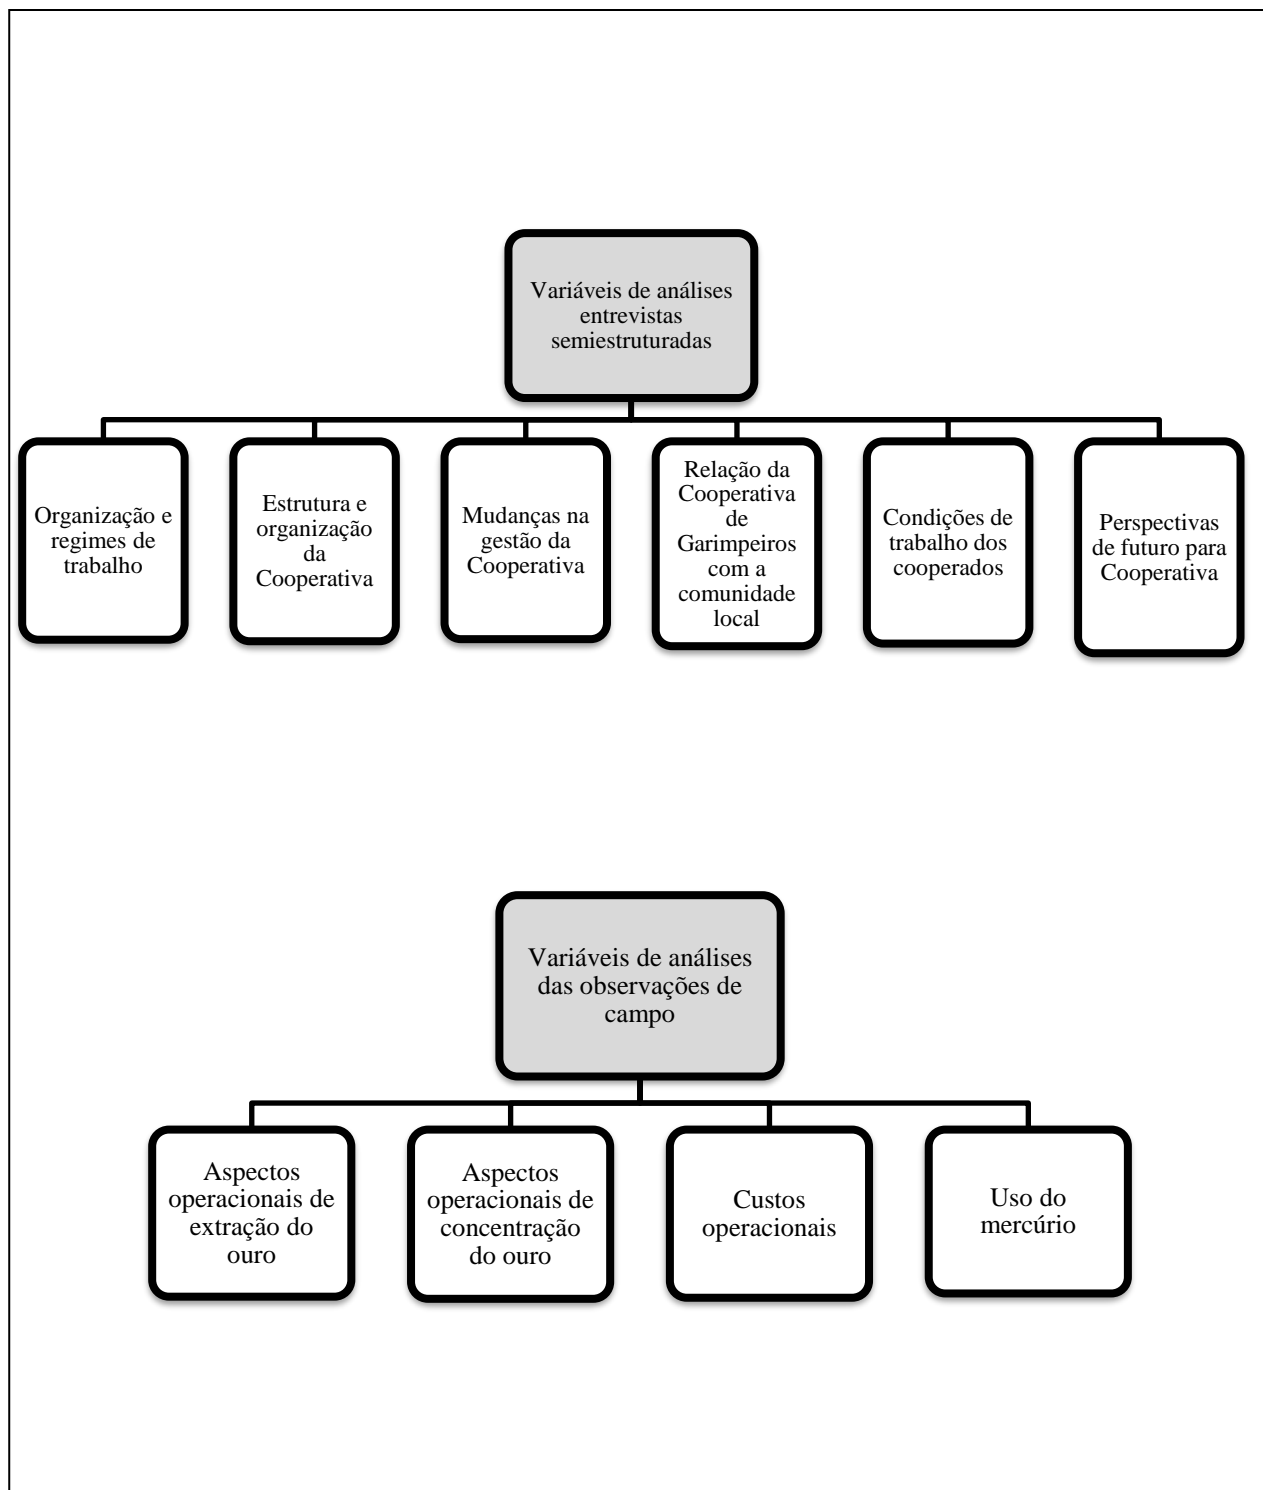 Variáveis de análises
entrevistas
semiestruturadas
Organização e
regimes de
trabalho
Estrutura e
organização
da
Cooperativa
Mudanças na
gestão da
Cooperativa
Relação da
Cooperativa
de
Garimpeiros
com a
comunidade
local
Condições de
trabalho dos
cooperados
Perspectivas
de futuro para
Cooperativa
Variáveis de análises
das observações de
campo
Aspectos
operacionais de
extração do
ouro
Aspectos
operacionais de
concentração
do ouro
Custos
operacionais
Uso do
mercúrio